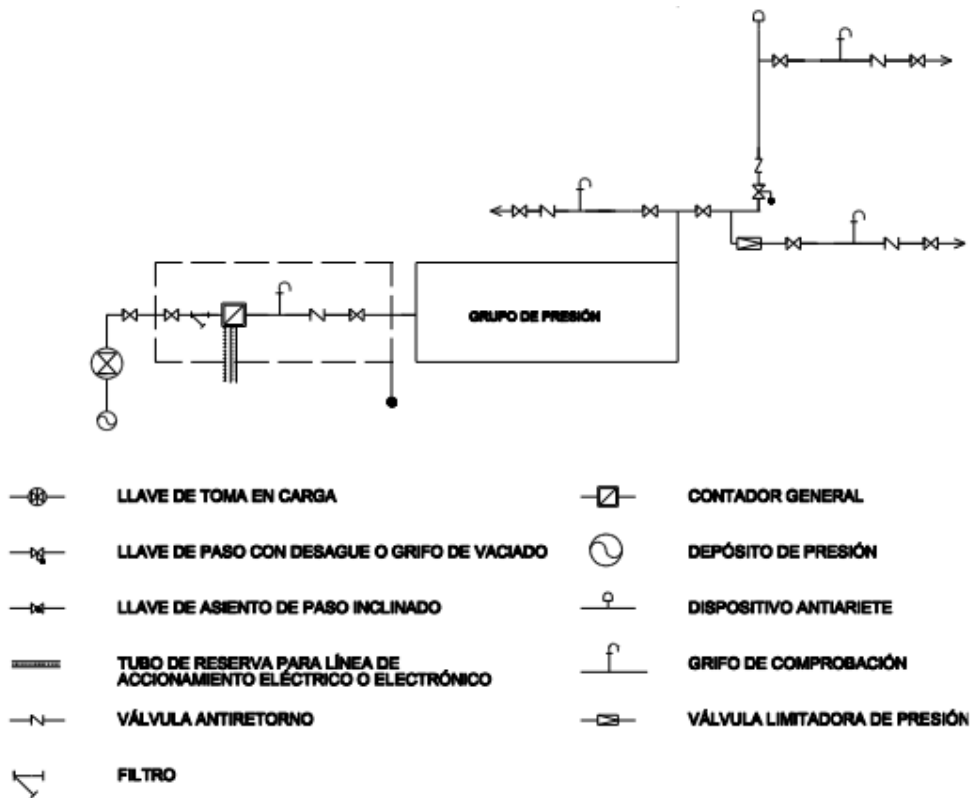 GRUPO DE PRESIÓN
LLAVE DE TOMA EN CARGA
CONTADOR GENERAL
LLAVE DE PASO CON DESAGUE O GRIFO DE VACIADO
DEPÓSITO DE PRESIÓN
LLAVE DE ASIENTO DE PASO INCLINADO
DISPOSITIVO ANTIARIETE
TUBO DE RESERVA PARA LÍNEA DE
ACCIONAMIENTO ELÉCTRICO O ELECTRÓNICO
GRIFO DE COMPROBACIÓN
VÁLVULA ANTIRETORNO
VÁLVULA LIMITADORA DE PRESIÓN
FILTRO